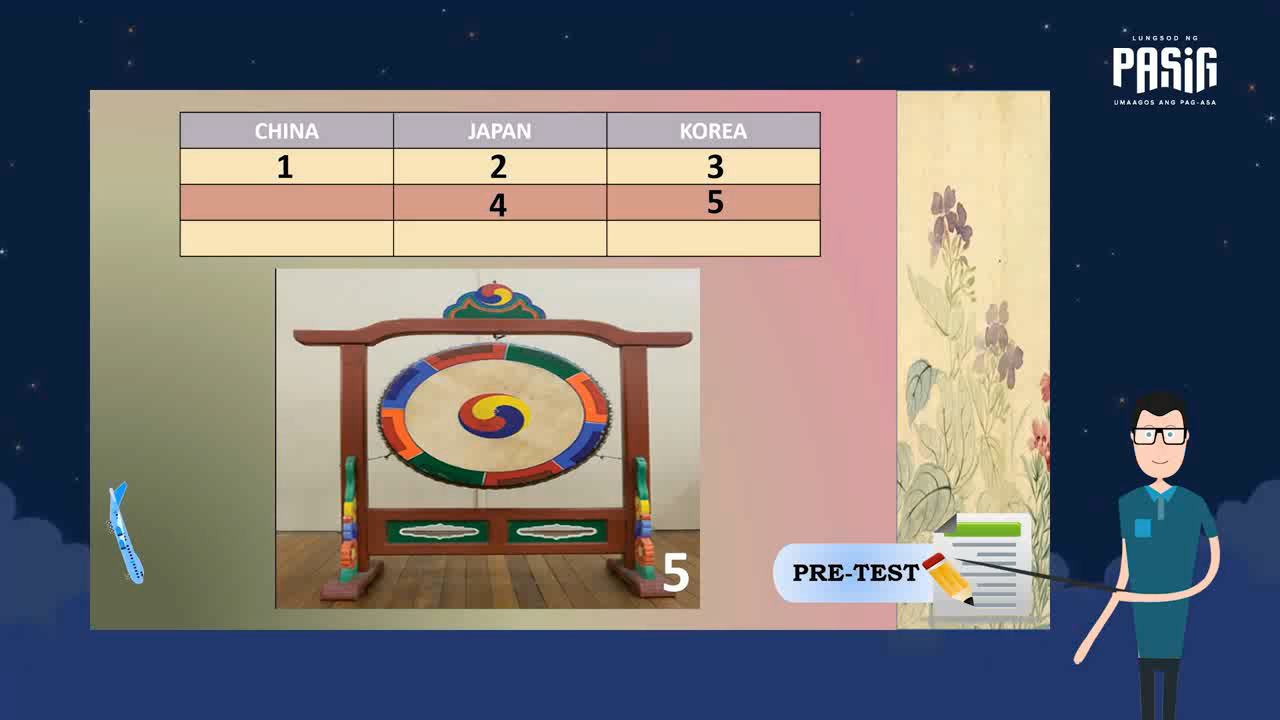 LUNGSOD NG
PASIG
UMAAGOS ANG PAG-ASA
CHINA JAPAN KOREA
1 2 3
4 5
5
PRE-TEST